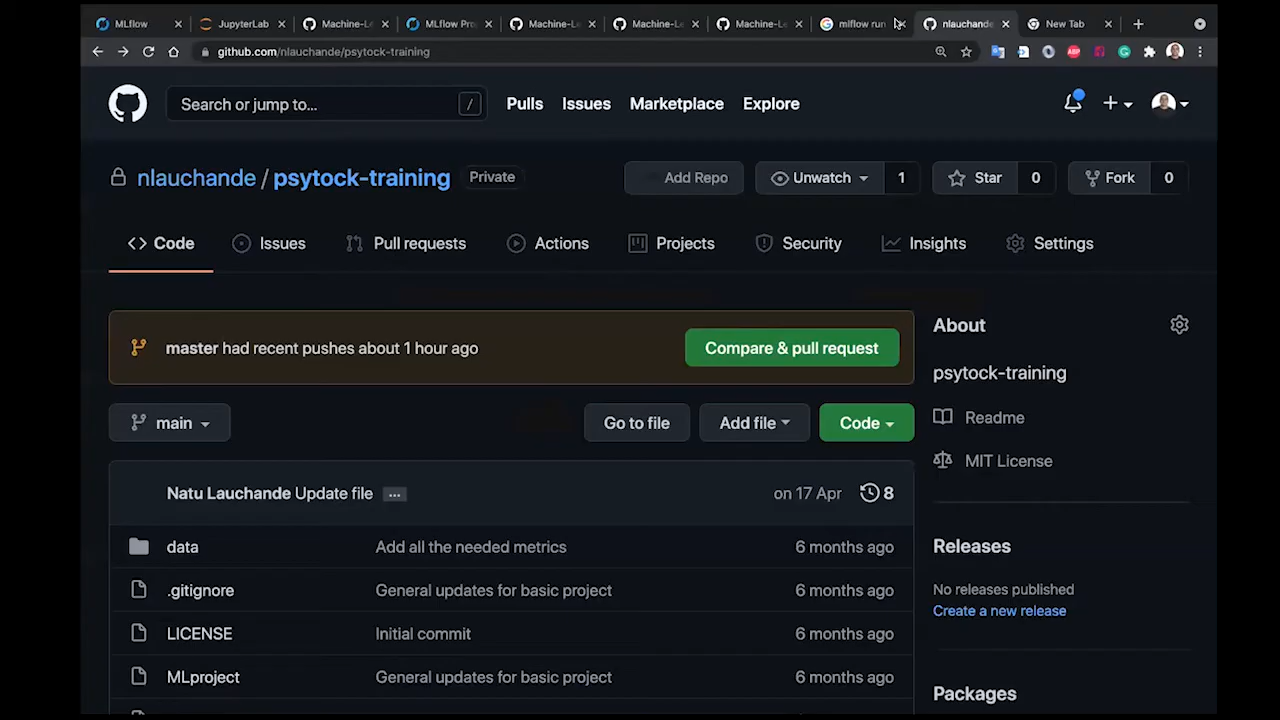 MLflow
JupyterLab
Machine-Le
MLflow Pro
Machine-Le
Machine-Le
Machine-Le
mlflow run
nlauchande
New Tab
github.com/nlauchande/psytock-training
Search or jump to...
/
Pulls
Issues
Marketplace
Explore
nlauchande / psytock-training
Private
Add Repo
Unwatch
1
Star
0
Fork
0
Code
Issues
Pull requests
Actions
Projects
Security
Insights
Settings
master had recent pushes about 1 hour ago
Compare & pull request
main
Go to file
Add file
Code
Natu Lauchande Update file
...
on 17 Apr
8
data
Add all the needed metrics
6 months ago
.gitignore
General updates for basic project
6 months ago
LICENSE
Initial commit
6 months ago
MLproject
General updates for basic project
6 months ago
About
psytock-training
Readme
MIT License
Releases
No releases published
Create a new release
Packages